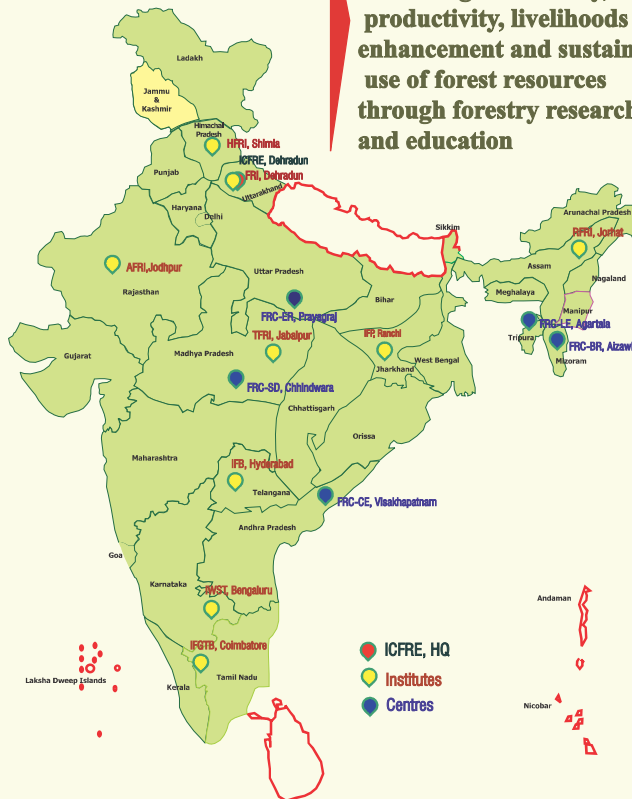 productivity, livelihoods
enhancement and sustain
use of forest resources
through forestry research
and education
Ladakh
Jammu
&
Kashmir
Himachal
Pradesh
HFRI, Shimla
ICFRE, Dehradun
FRI, Dehradun
Uttarakhand
Punjab
Haryana
Delhi
Sikkim
Arunachal Pradesh
RFRI, Jorhat
AFRI,Jodhpur
Rajasthan
Uttar Pradesh
Assam
Nagaland
Meghalaya
Bihar
Manipur
FRC-ER, Prayagraj
FRC-LE, Agartala
Tripura
TFRI, Jabalpur
IFP, Ranchi
FRC-BR, Aizawl
Mizoram
Gujarat
Madhya Pradesh
West Bengal
Jharkhand
FRC-SD, Chhindwara
Chhattisgarh
Orissa
Maharashtra
IFB, Hyderabad
Telangana
FRC-CE, Visakhapatnam
Andhra Pradesh
Goa
Karnataka
IWST, Bengaluru
Andaman
IFGTB, Coimbatore
ICFRE, HQ
Laksha Dweep Islands
Kerala
Tamil Nadu
Institutes
Centres
Nicobar